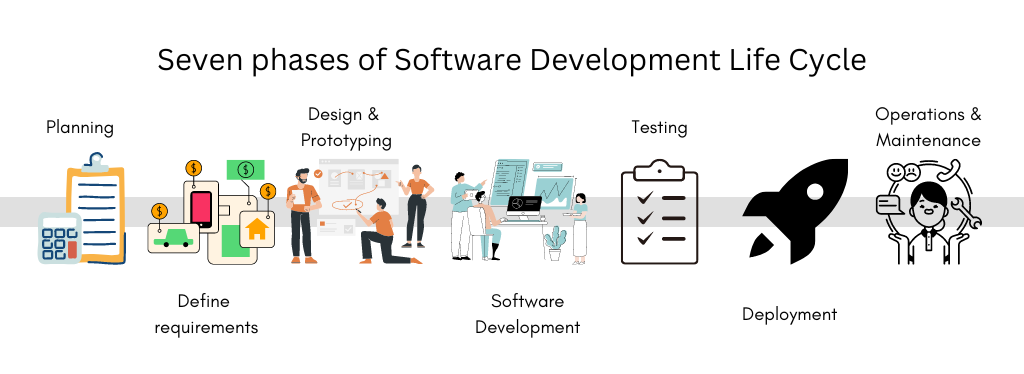 Seven phases of Software Development Life Cycle
Planning
Define
requirements
Design &
Prototyping
Software
Development
Testing
Deployment
Operations &
Maintenance
$
$
$
$